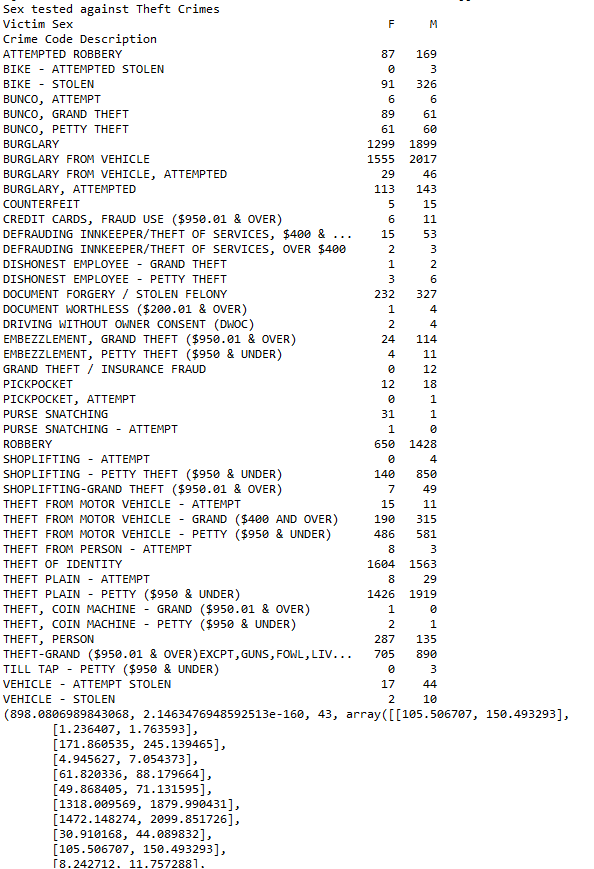 Sex tested against Theft Crimes
Victim Sex F M
Crime Code Description
ATTEMPTED ROBBERY 87 169
BIKE - ATTEMPTED STOLEN 0 3
BIKE - STOLEN 91 326
BUNCO, ATTEMPT 6 6
BUNCO, GRAND THEFT 89 61
BUNCO, PETTY THEFT 61 60
BURGLARY 1299 1899
BURGLARY FROM VEHICLE 1555 2017
BURGLARY FROM VEHICLE, ATTEMPTED 29 46
BURGLARY, ATTEMPTED 113 143
COUNTERFEIT 5 15
CREDIT CARDS, FRAUD USE ($950.01 & OVER) 6 11
DEFRAUDING INNKEEPER/THEFT OF SERVICES, $400 & ... 15 53
DEFRAUDING INNKEEPER/THEFT OF SERVICES, OVER $400 2 3
DISHONEST EMPLOYEE - GRAND THEFT 1 2
DISHONEST EMPLOYEE - PETTY THEFT 3 6
DOCUMENT FORGERY / STOLEN FELONY 232 327
DOCUMENT WORTHLESS ($200.01 & OVER) 1 4
DRIVING WITHOUT OWNER CONSENT (DWOC) 2 4
EMBEZZLEMENT, GRAND THEFT ($950.01 & OVER) 24 114
EMBEZZLEMENT, PETTY THEFT ($950 & UNDER) 4 11
GRAND THEFT / INSURANCE FRAUD 0 12
PICKPOCKET 12 18
PICKPOCKET, ATTEMPT 0 1
PURSE SNATCHING 31 1
PURSE SNATCHING - ATTEMPT 1 0
ROBBERY 650 1428
SHOPLIFTING - ATTEMPT 0 4
SHOPLIFTING - PETTY THEFT ($950 & UNDER) 140 850
SHOPLIFTING-GRAND THEFT ($950.01 & OVER) 7 49
THEFT FROM MOTOR VEHICLE - ATTEMPT 15 11
THEFT FROM MOTOR VEHICLE - GRAND ($400 AND OVER) 190 315
THEFT FROM MOTOR VEHICLE - PETTY ($950 & UNDER) 486 581
THEFT FROM PERSON - ATTEMPT 8 3
THEFT OF IDENTITY 1604 1563
THEFT PLAIN - ATTEMPT 8 29
THEFT PLAIN - PETTY ($950 & UNDER) 1426 1919
THEFT, COIN MACHINE - GRAND ($950.01 & OVER) 1 0
THEFT, COIN MACHINE - PETTY ($950 & UNDER) 2 1
THEFT, PERSON 287 135
THEFT-GRAND ($950.01 & OVER)EXCPT,GUNS,FOWL,LIV... 705 890
TILL TAP - PETTY ($950 & UNDER) 0 3
VEHICLE - ATTEMPT STOLEN 17 44
VEHICLE - STOLEN 2 10
(898.0806989843068, 2.1463476948592513e-160, 43, array([[105.506707, 150.493293],
[1.236407, 1.763593],
[171.860535, 245.139465],
[4.945627, 7.054373],
[61.820336, 88.179664],
[49.868405, 71.131595],
[1318.009569, 1879.990431],
[1472.148274, 2099.851726],
[30.910168, 44.089832],
[105.506707, 150.493293],
[8.242712, 11.757288],